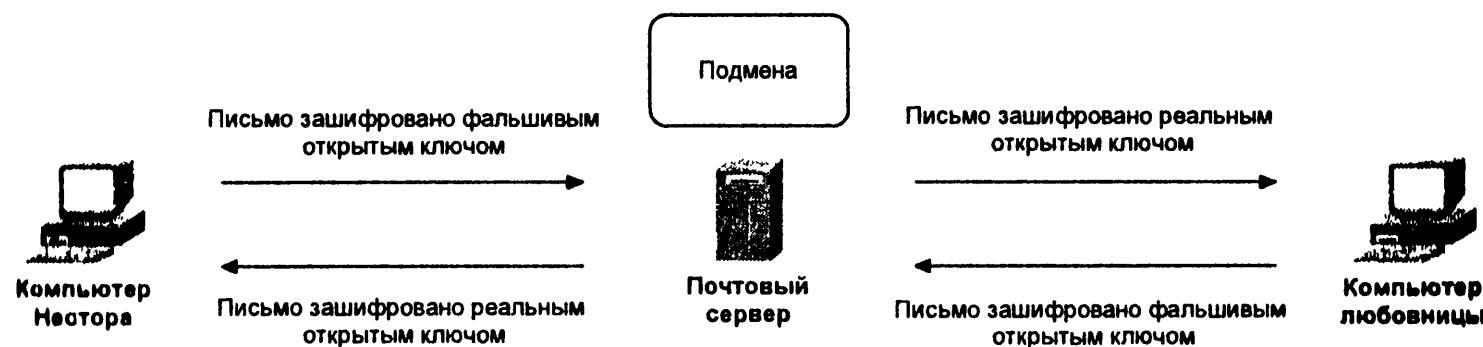 Подмена
Письмо зашифровано фальшивым
открытым ключом
Письмо зашифровано реальным
открытым ключом
Компьютер
Нестора
Письмо зашифровано реальным
открытым ключом
Почтовый
сервер
Письмо зашифровано фальшивым
открытым ключом
Компьютер
любовницы